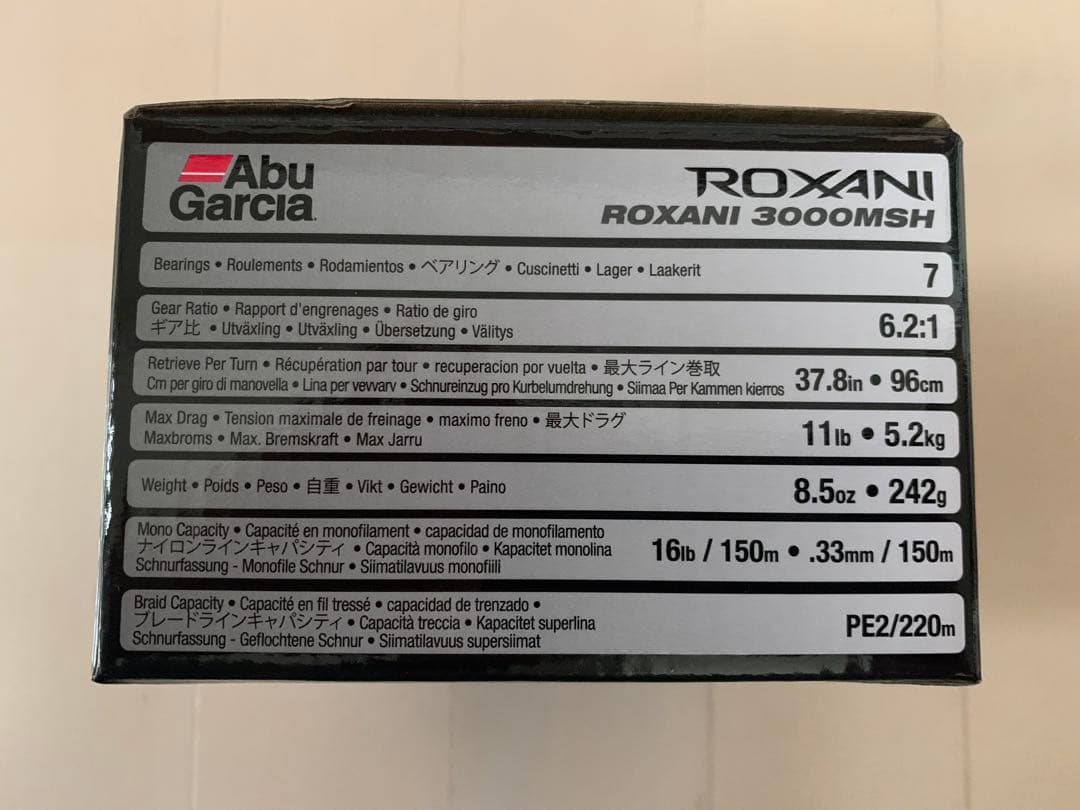 Abu
Garcia
ROXANI
ROXANI 3000MSH
Bearings • Roulements • Rodamientos • ベアリング • Cuscinetti • Lager • Laakerit
7
Gear Ratio • Rapport d'engrenages • Ratio de giro
ギア比 • Utväxling • Utväxling • Übersetzung • Välitys
6.2:1
Retrieve Per Turn • Récupération par tour • recuperacion por vuelta • 最大ライン巻取
Cm per giro di manovella • Lina per vevvarv • Schnureinzug pro Kurbelumdrehung • Siimaa Per Kammen kierros
37.8in • 96cm
Max Drag • Tension maximale de freinage • maximo freno • 最大ドラグ
Maxbroms • Max. Bremskraft • Max Jarru
11lb • 5.2kg
Weight • Poids • Peso • 自重 • Vikt • Gewicht • Paino
8.5oz • 242g
Mono Capacity • Capacité en monofilament • capacidad de monofilamento
ナイロンラインキャパシティ • Capacità monofilo • Kapacitet monolina
Schnurfassung - Monofile Schnur • Siimatilavuus monofiili
16lb / 150m • .33mm / 150m
Braid Capacity • Capacité en fil tressé • capacidad de trenzado •
ブレードラインキャパシティ • Capacità treccia • Kapacitet superlina
Schnurfassung - Geflochtene Schnur • Siimatilavuus supersiimat
PE2/220m